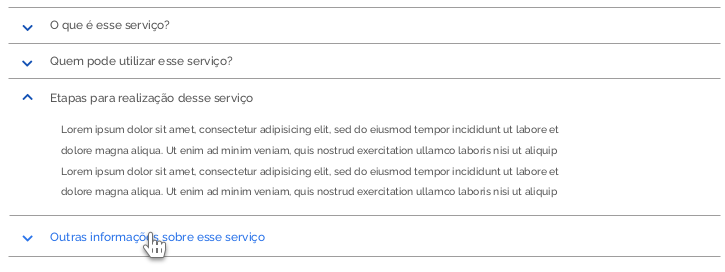 O que é esse serviço?
Quem pode utilizar esse serviço?
Etapas para realização desse serviço
Lorem ipsum dolor sit amet, consectetur adipisicing elit, sed do eiusmod tempor incididunt ut labore et
dolore magna aliqua. Ut enim ad minim veniam, quis nostrud exercitation ullamco laboris nisi ut aliquip
Lorem ipsum dolor sit amet, consectetur adipisicing elit, sed do eiusmod tempor incididunt ut labore et
dolore magna aliqua. Ut enim ad minim veniam, quis nostrud exercitation ullamco laboris nisi ut aliquip
Outras informações sobre esse serviço